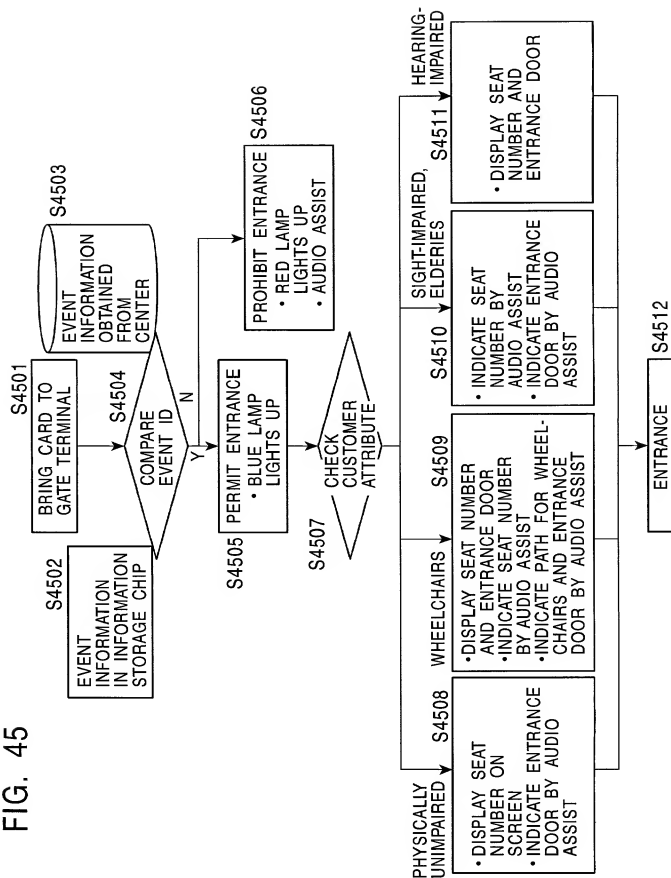 FIG. 45
S4501
BRING CARD TO
GATE TERMINAL
S4502
EVENT
INFORMATION
IN INFORMATION
STORAGE CHIP
S4503
EVENT
INFORMATION
OBTAINED
FROM
CENTER
S4504
COMPARE
EVENT ID
Y
N
S4505
PERMIT ENTRANCE
• BLUE LAMP
LIGHTS UP
S4506
PROHIBIT ENTRANCE
• RED LAMP
LIGHTS UP
• AUDIO ASSIST
S4507
CHECK
CUSTOMER
ATTRIBUTE
PHYSICALLY
UNIMPAIRED
S4508
• DISPLAY SEAT
NUMBER ON
SCREEN
• INDICATE ENTRANCE
DOOR BY AUDIO
ASSIST
WHEELCHAIRS
S4509
• DISPLAY SEAT NUMBER
AND ENTRANCE DOOR
• INDICATE SEAT NUMBER
BY AUDIO ASSIST
• INDICATE PATH FOR WHEEL-
CHAIRS AND ENTRANCE
DOOR BY AUDIO ASSIST
SIGHT-IMPAIRED,
ELDERIES
S4510
• INDICATE SEAT
NUMBER BY
AUDIO ASSIST
• INDICATE ENTRANCE
DOOR BY AUDIO
ASSIST
HEARING-
IMPAIRED
S4511
• DISPLAY SEAT
NUMBER AND
ENTRANCE DOOR
S4512
ENTRANCE